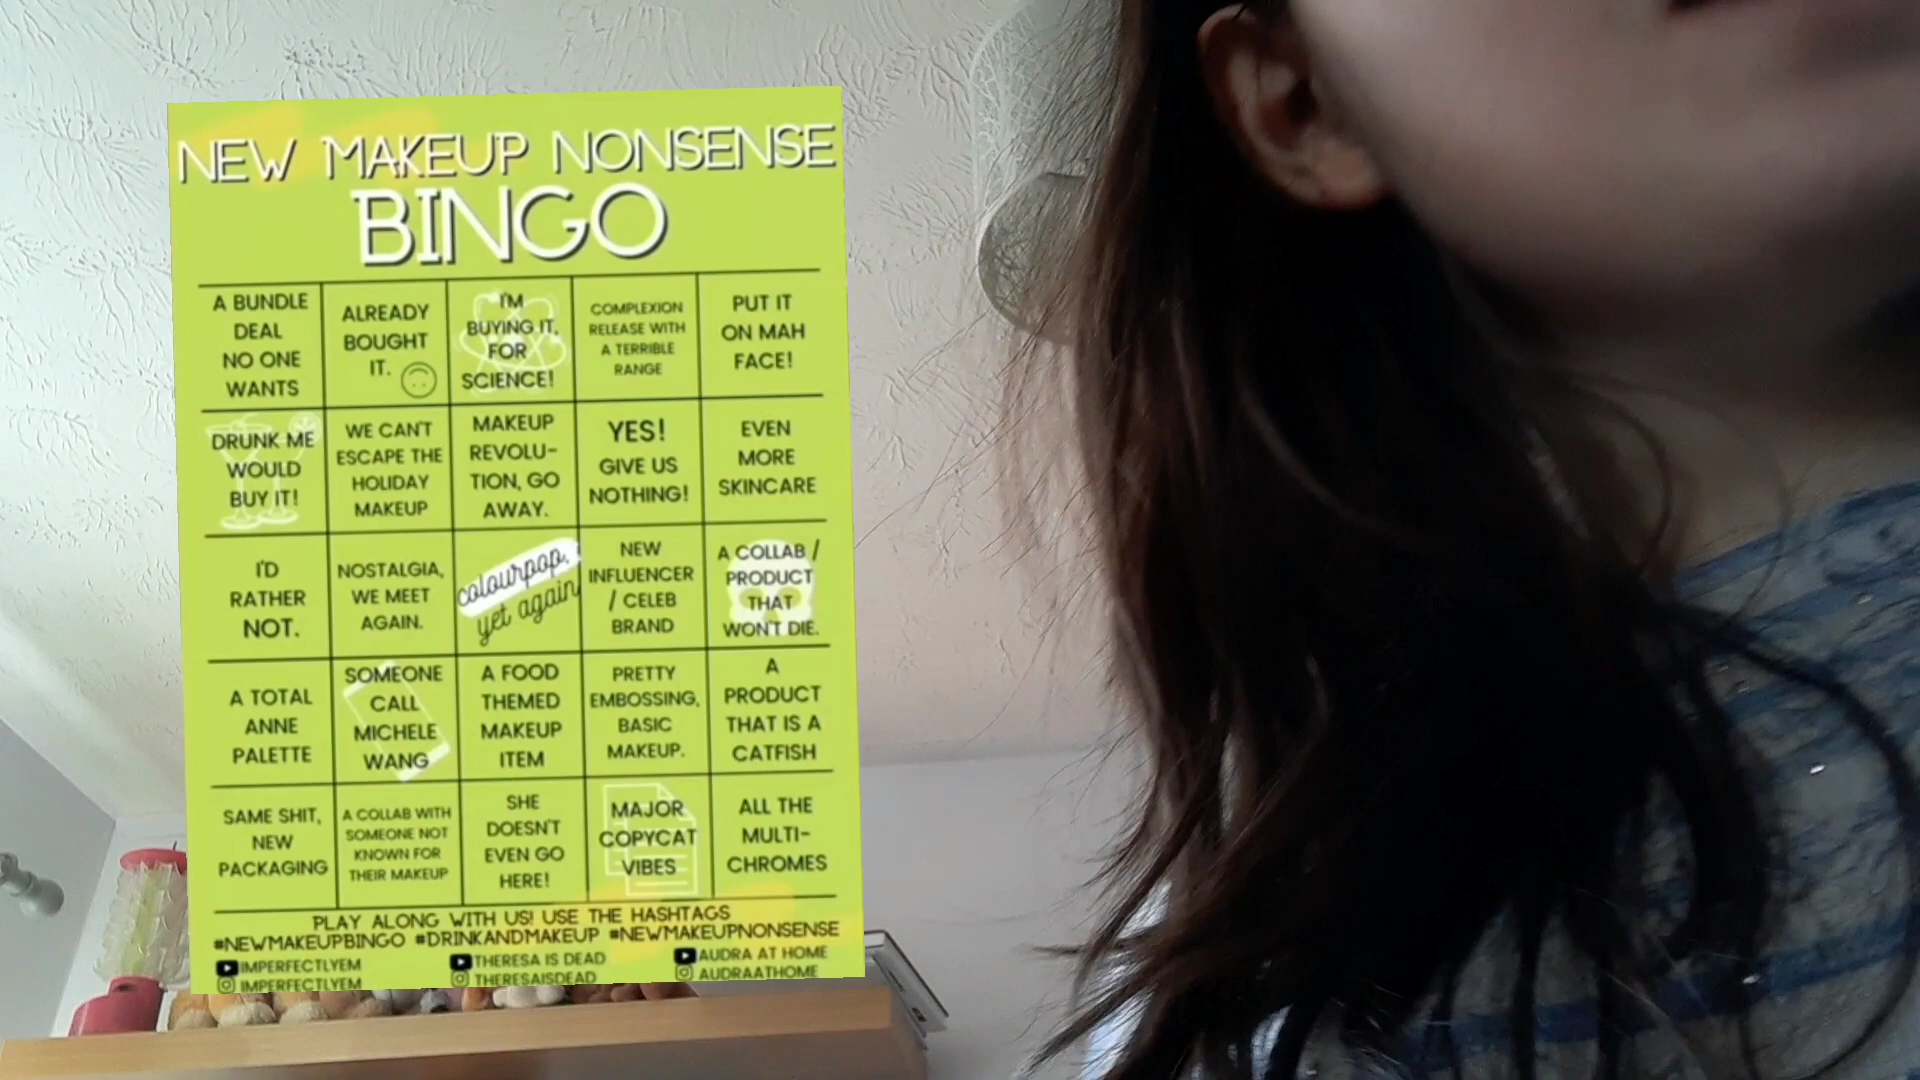 NEW MAKEUP NONSENSE
BINGO
A BUNDLE
DEAL
NO ONE
WANTS
ALREADY
BOUGHT
IT.
I'M
BUYING IT,
FOR
SCIENCE!
COMPLEXION
RELEASE WITH
A TERRIBLE
RANGE
PUT IT
ON MAH
FACE!
DRUNK ME
WOULD
BUY IT!
WE CAN'T
ESCAPE THE
HOLIDAY
MAKEUP
MAKEUP
REVOLU-
TION, GO
AWAY.
YES!
GIVE US
NOTHING!
EVEN
MORE
SKINCARE
I'D
RATHER
NOT.
NOSTALGIA,
WE MEET
AGAIN.
colourpop,
yet again
NEW
INFLUENCER
/ CELEB
BRAND
A COLLAB /
PRODUCT
THAT
WON'T DIE.
A TOTAL
ANNE
PALETTE
SOMEONE
CALL
MICHELE
WANG
A FOOD
THEMED
MAKEUP
ITEM
PRETTY
EMBOSSING,
BASIC
MAKEUP.
A
PRODUCT
THAT IS A
CATFISH
SAME SHIT,
NEW
PACKAGING
A COLLAB WITH
SOMEONE NOT
KNOWN FOR
THEIR MAKEUP
SHE
DOESN'T
EVEN GO
HERE!
MAJOR
COPYCAT
VIBES
ALL THE
MULTI-
CHROMES
PLAY ALONG WITH US! USE THE HASHTAGS
#NEWMAKEUPBINGO #DRINKANDMAKEUP #NEWMAKEUPNONSENSE
IMPERFECTLYEM THERESA IS DEAD AUDRA AT HOME
IMPERFECTLYEM THERESAISDEAD AUDRAATHOME